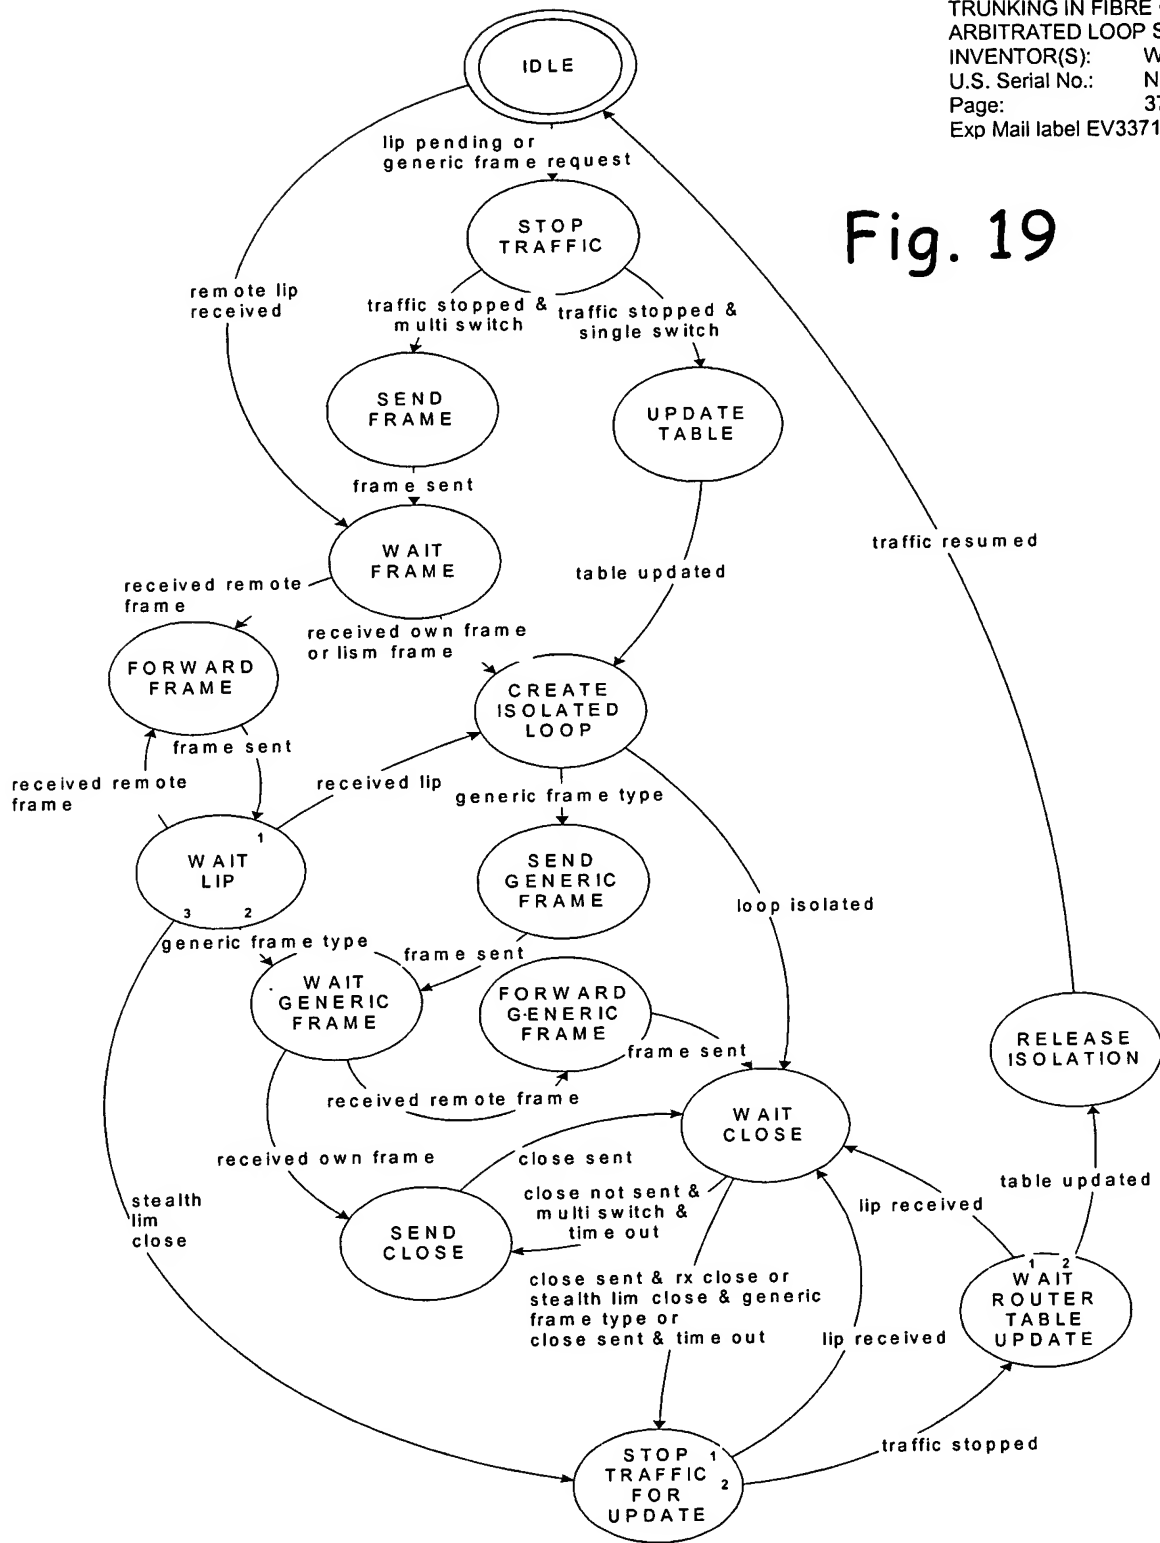 TRUNKING IN FIBRE
ARBITRATED LOOP S
INVENTOR(S): W
U.S. Serial No.: N
Page: 37
Exp Mail label EV3371
Fig. 19
IDLE
lip pending or
generic frame request
STOP
TRAFFIC
remote lip
received
traffic stopped &
multi switch
traffic stopped &
single switch
SEND
FRAME
UPDATE
TABLE
frame sent
WAIT
FRAME
table updated
traffic resumed
received remote
frame
received own frame
or lism frame
FORWARD
FRAME
CREATE
ISOLATED
LOOP
frame sent
received remote
frame
received lip
generic frame type
1
WAIT
LIP
3 2
SEND
GENERIC
FRAME
loop isolated
generic frame type
frame sent
WAIT
GENERIC
FRAME
FORWARD
GENERIC
FRAME
frame sent
RELEASE
ISOLATION
received remote frame
WAIT
CLOSE
received own frame
close sent
table updated
stealth
lim
close
close not sent &
multi switch &
time out
lip received
SEND
CLOSE
1 2
WAIT
ROUTER
TABLE
UPDATE
close sent & rx close or
stealth lim close & generic
frame type or
close sent & time out
lip received
traffic stopped
STOP 1
TRAFFIC 2
FOR
UPDATE